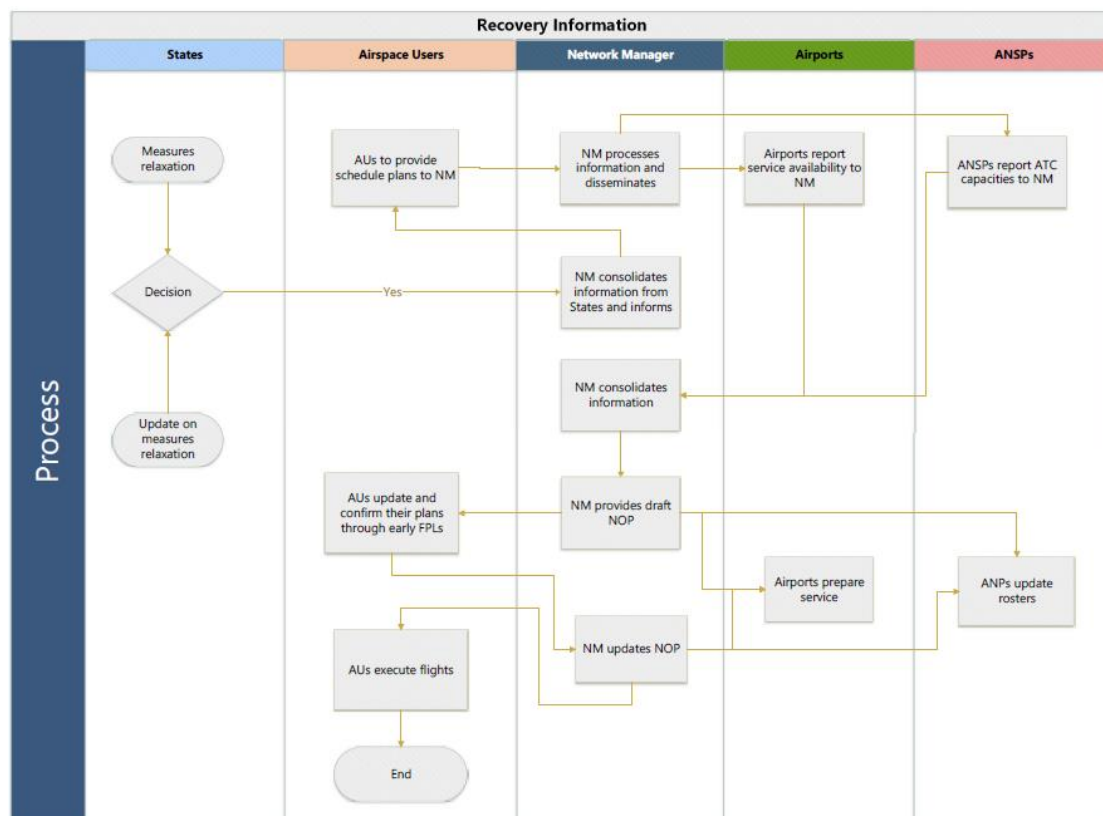 Recovery Information
States
Airspace Users
Network Manager
Airports
ANSPs
Process
Measures
relaxation
AUs to provide
schedule plans to NM
NM processes
information and
disseminates
Airports report
service availability to
NM
ANSPs report ATC
capacities to NM
Decision
Yes
NM consolidates
information from
States and informs
NM consolidates
information
Update on
measures
relaxation
AUs update and
confirm their plans
through early FPLs
NM provides draft
NOP
Airports prepare
service
ANPs update
rosters
AUs execute flights
NM updates NOP
End